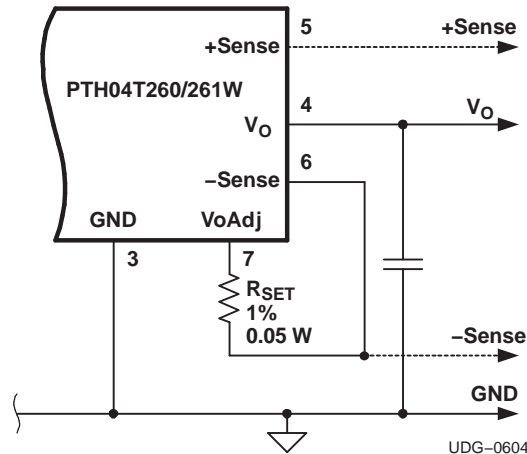 5
+Sense
+Sense
PTH04T260/261W
4
VO
VO
6
−Sense
GND
VoAdj
3
7
RSET
1%
0.05 W
−Sense
GND
UDG−0604